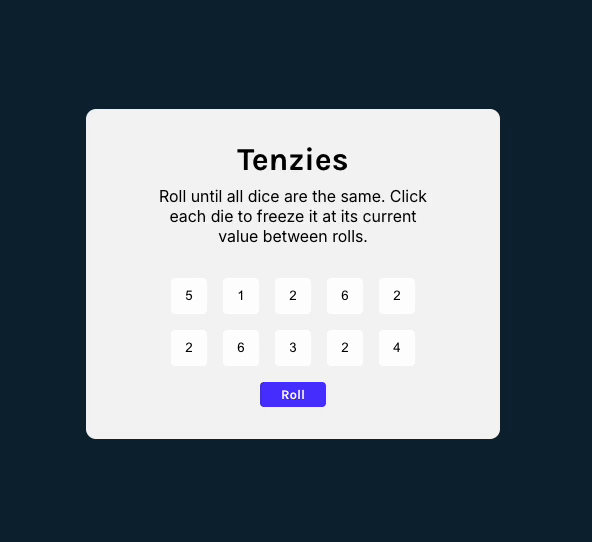 Tenzies
Roll until all dice are the same. Click
each die to freeze it at its current
value between rolls.
5 1 2 6 2
2 6 3 2 4
Roll